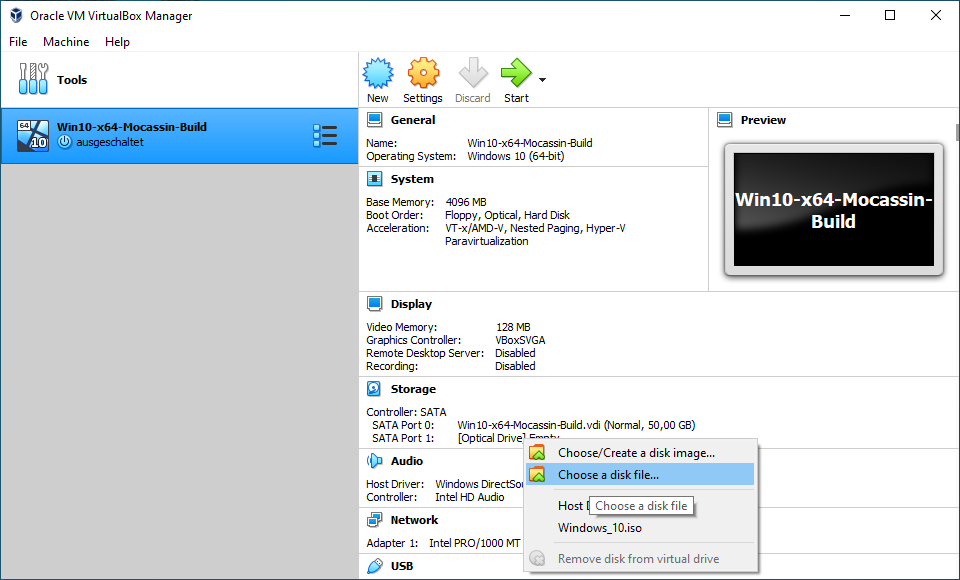 Oracle VM VirtualBox Manager
File Machine Help
Tools
New Settings Discard Start
64
10
Win10-x64-Mocassin-Build
ausgeschaltet
General
Name: Win10-x64-Mocassin-Build
Operating System: Windows 10 (64-bit)
Preview
Win10-x64-Mocassin-
Build
System
Base Memory: 4096 MB
Boot Order: Floppy, Optical, Hard Disk
Acceleration: VT-x/AMD-V, Nested Paging, Hyper-V
Paravirtualization
Display
Video Memory: 128 MB
Graphics Controller: VBoxSVGA
Remote Desktop Server: Disabled
Recording: Disabled
Storage
Controller: SATA
SATA Port 0: Win10-x64-Mocassin-Build.vdi (Normal, 50,00 GB)
SATA Port 1: [Optical Drive] Empty
Audio
Host Driver: Windows DirectSou
Controller: Intel HD Audio
Network
Adapter 1: Intel PRO/1000 MT
USB
Choose/Create a disk image...
Choose a disk file...
Host D
Choose a disk file
Windows_10.iso
Remove disk from virtual drive